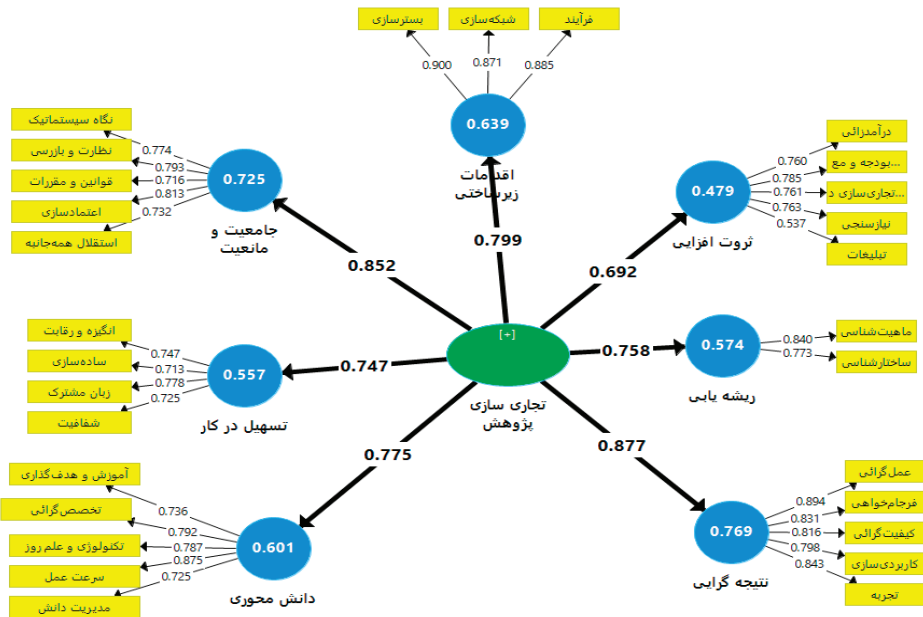 بسترسازی
شبکه‌سازی
فرآیند
0.900
0.871
0.885
0.639
اقدامات
زیرساختی
0.799
نگاه سیستماتیک
نظارت و بازرسی
قوانین و مقررات
اعتمادسازی
استقلال همه‌جانبه
0.774
0.793
0.716
0.813
0.732
0.725
جامعیت و
مانعیت
0.852
درآمدزائی
بودجه و مع...
تجاری‌سازی د...
نیازسنجی
تبلیغات
0.760
0.785
0.761
0.763
0.537
0.479
ثروت افزایی
0.692
[+]
تجاری سازی
پژوهش
انگیزه و رقابت
ساده‌سازی
زبان مشترک
شفافیت
0.747
0.713
0.778
0.725
0.557
تسهیل در کار
0.747
ماهیت‌شناسی
ساختارشناسی
0.840
0.773
0.574
ریشه یابی
0.758
آموزش و هدف‌گذاری
تخصص‌گرائی
تکنولوژی و علم روز
سرعت عمل
مدیریت دانش
0.736
0.792
0.787
0.875
0.725
0.601
دانش محوری
0.775
عمل‌گرائی
فرجام‌خواهی
کیفیت‌گرائی
کاربردی‌سازی
تجربه
0.894
0.831
0.816
0.798
0.843
0.769
نتیجه گرایی
0.877